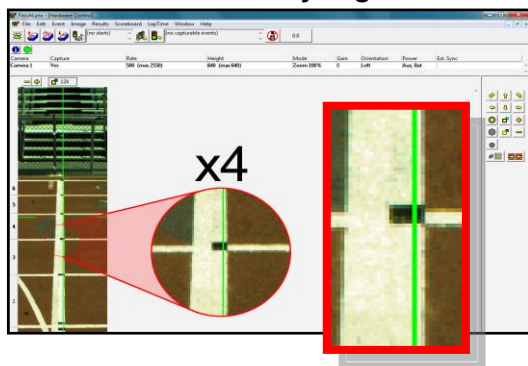 FinishLynx - [Hardware Control]
File Edit Event Image Results Scoreboard LapTime Window Help
[no starts] [no capturable events] 0.0
Camera Capture Rate Height Mode Gain Orientation Power Ext. Sync
Camera 1 Yes 500 (max 2550) 640 (max 640) Zoom 100% 0 Left Aux, Bat
124
x4
6
5
4
3
2